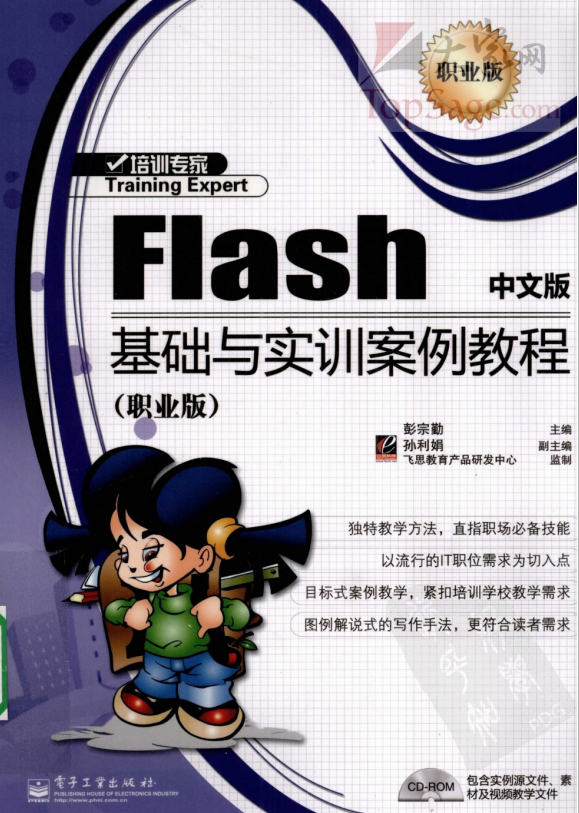 大家网
TopSage.com
职业版
培训专家
Training Expert
Flash
中文版
基础与实训案例教程
（职业版）
彭宗勤 主编
孙利娟 副主编
飞思教育产品研发中心 监制
独特教学方法，直指职场必备技能
以流行的IT职位需求为切入点
目标式案例教学，紧扣培训学校教学需求
图例解说式的写作手法，更符合读者需求
PDG
電子工業出版社·
PUBLISHING HOUSE OF ELECTRONICS INDUSTRY
http://www.phei.com.cn
CD-ROM
包含实例源文件、素
材及视频教学文件